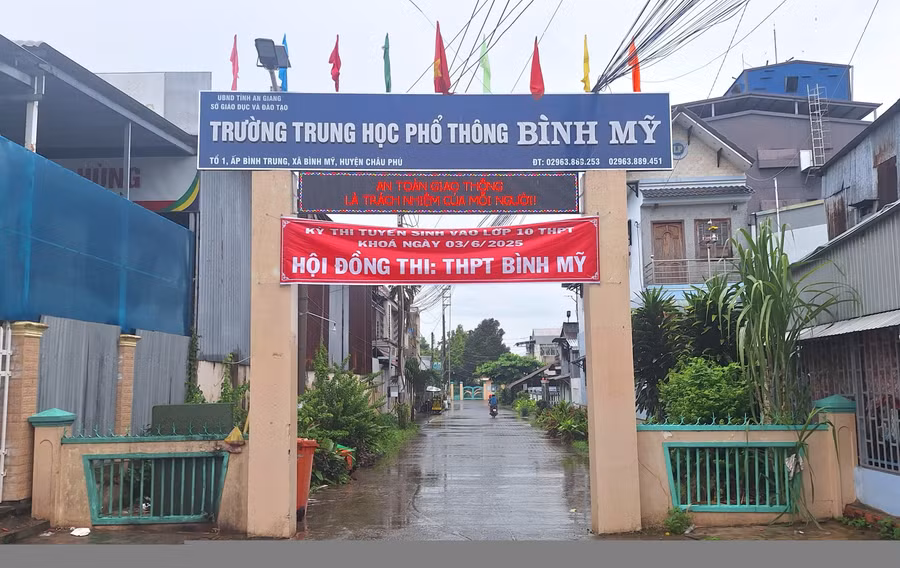 UBND TỈNH AN GIANG
SỞ GIÁO DỤC VÀ ĐÀO TẠO
TRƯỜNG TRUNG HỌC PHỔ THÔNG BÌNH MỸ
TỔ 1, ẤP BÌNH TRUNG, XÃ BÌNH MỸ, HUYỆN CHÂU PHÚ
ĐT: 02963.868.253 02963.889.451
AN TOÀN GIAO THÔNG
LÀ TRÁCH NHIỆM CỦA MỖI NGƯỜI!
KỲ THI TUYỂN SINH VÀO LỚP 10 THPT
KHOÁ NGÀY 03/6/2025
HỘI ĐỒNG THI: THPT BÌNH MỸ